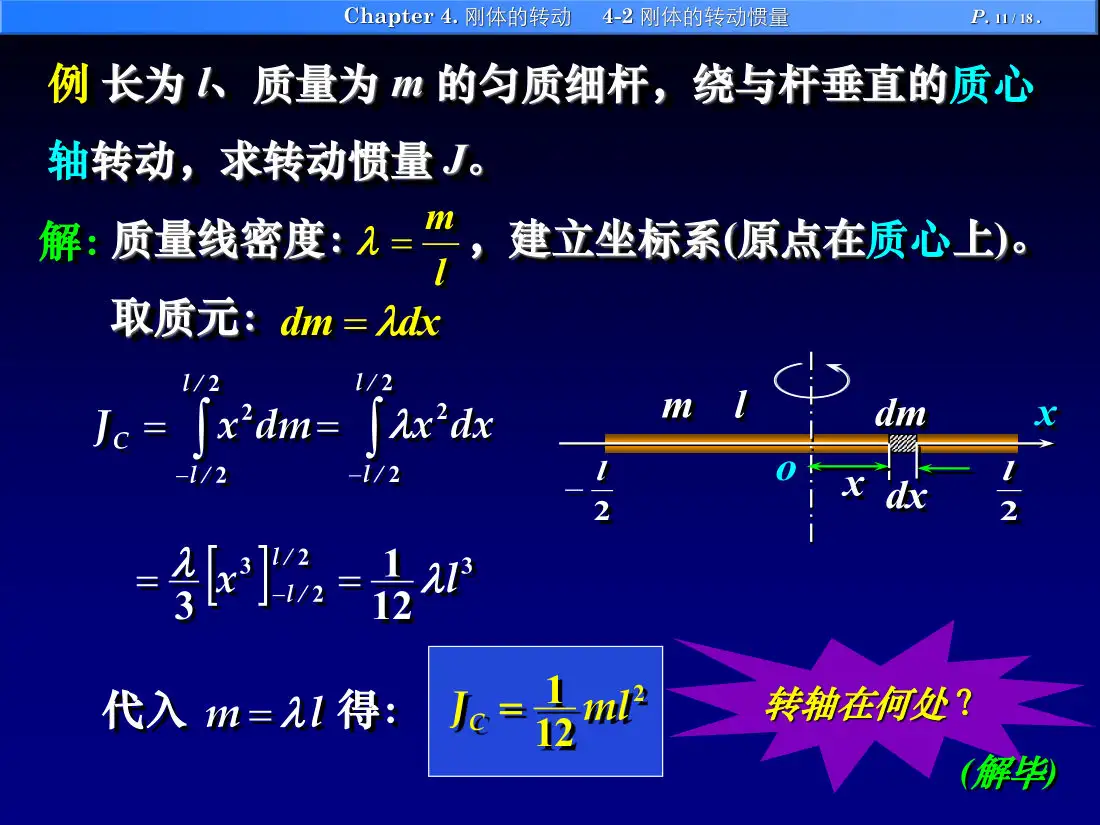 Chapter 4. 刚体的转动 4-2 刚体的转动惯量 P. 11 / 18 .
例 长为 l、质量为 m 的匀质细杆，绕与杆垂直的质心
轴转动，求转动惯量 J。
解：质量线密度：λ = m/l ，建立坐标系(原点在质心上)。
取质元：dm = λdx
J_C = ∫_{-l/2}^{l/2} x²dm = ∫_{-l/2}^{l/2} λx²dx
m l dm x
-l/2 o x dx l/2
= λ/3 [x³]_{-l/2}^{l/2} = 1/12 λl³
代入 m = λl 得：J_C = 1/12 ml²
转轴在何处？
(解毕)